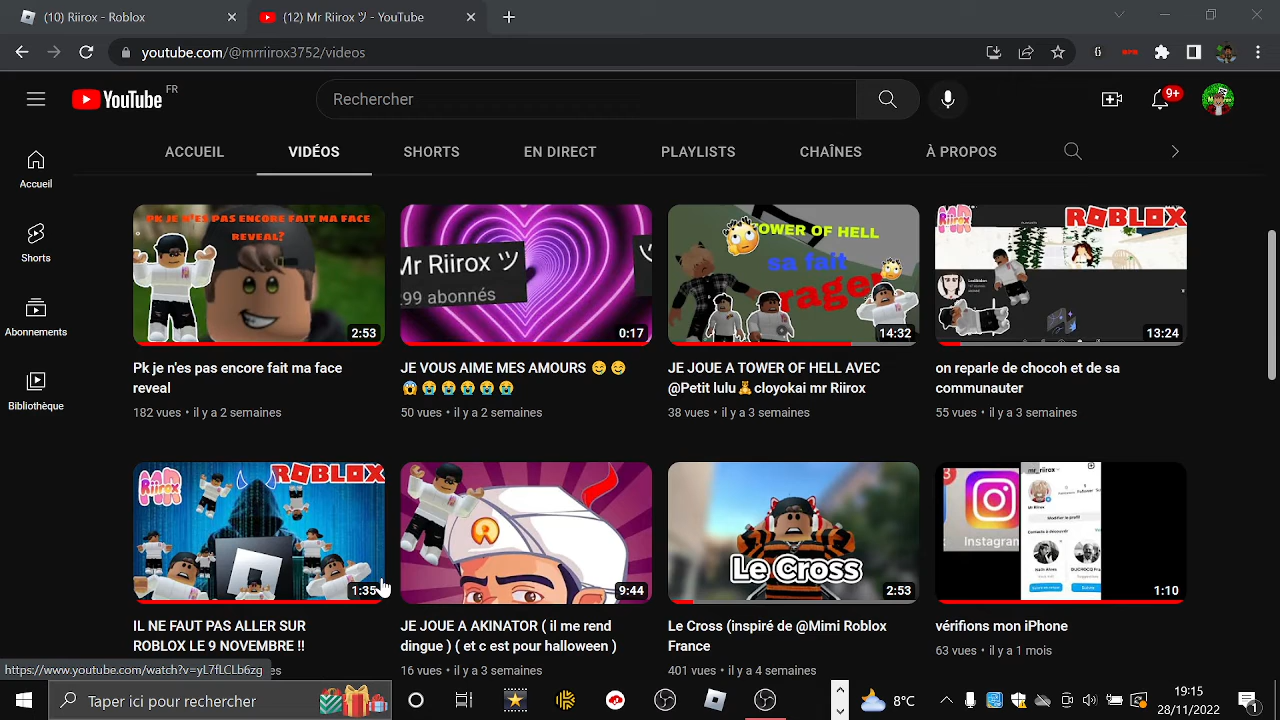 (10) Riirox - Roblox
(12) Mr Riirox ツ - YouTube
youtube.com/@mrriirox3752/videos
YouTube FR
Rechercher
9+
ACCUEIL VIDÉOS SHORTS EN DIRECT PLAYLISTS CHAÎNES À PROPOS
Accueil
Shorts
Abonnements
Bibliothèque
PK JE N'ES PAS ENCORE FAIT MA FACE
REVEAL?
2:53
Pk je n'es pas encore fait ma face
reveal
182 vues • il y a 2 semaines
Mr Riirox ツ
299 abonnés
0:17
JE VOUS AIME MES AMOURS 😊😊
😱😭😭😭😭😭
50 vues • il y a 2 semaines
TOWER OF HELL
sa fait
rager
14:32
JE JOUE A TOWER OF HELL AVEC
@Petit lulu🧸cloyokai mr Riirox
38 vues • il y a 3 semaines
ROBLOX
13:24
on reparle de chocoh et de sa
communauter
55 vues • il y a 3 semaines
MR
Riirox
ROBLOX
1:35
IL NE FAUT PAS ALLER SUR
ROBLOX LE 9 NOVEMBRE !!
9:44
JE JOUE A AKINATOR ( il me rend
dingue ) ( et c est pour halloween )
16 vues • il y a 3 semaines
Le Cross
2:53
Le Cross (inspiré de @Mimi Roblox
France
401 vues • il y a 4 semaines
Instagram
mr_riirox
Modifier le profil
1:10
vérifions mon iPhone
63 vues • il y a 1 mois
https://www.youtube.com/watch?v=yL7fLCLb6zg
Taper ici pour rechercher
8°C
19:15
28/11/2022
1